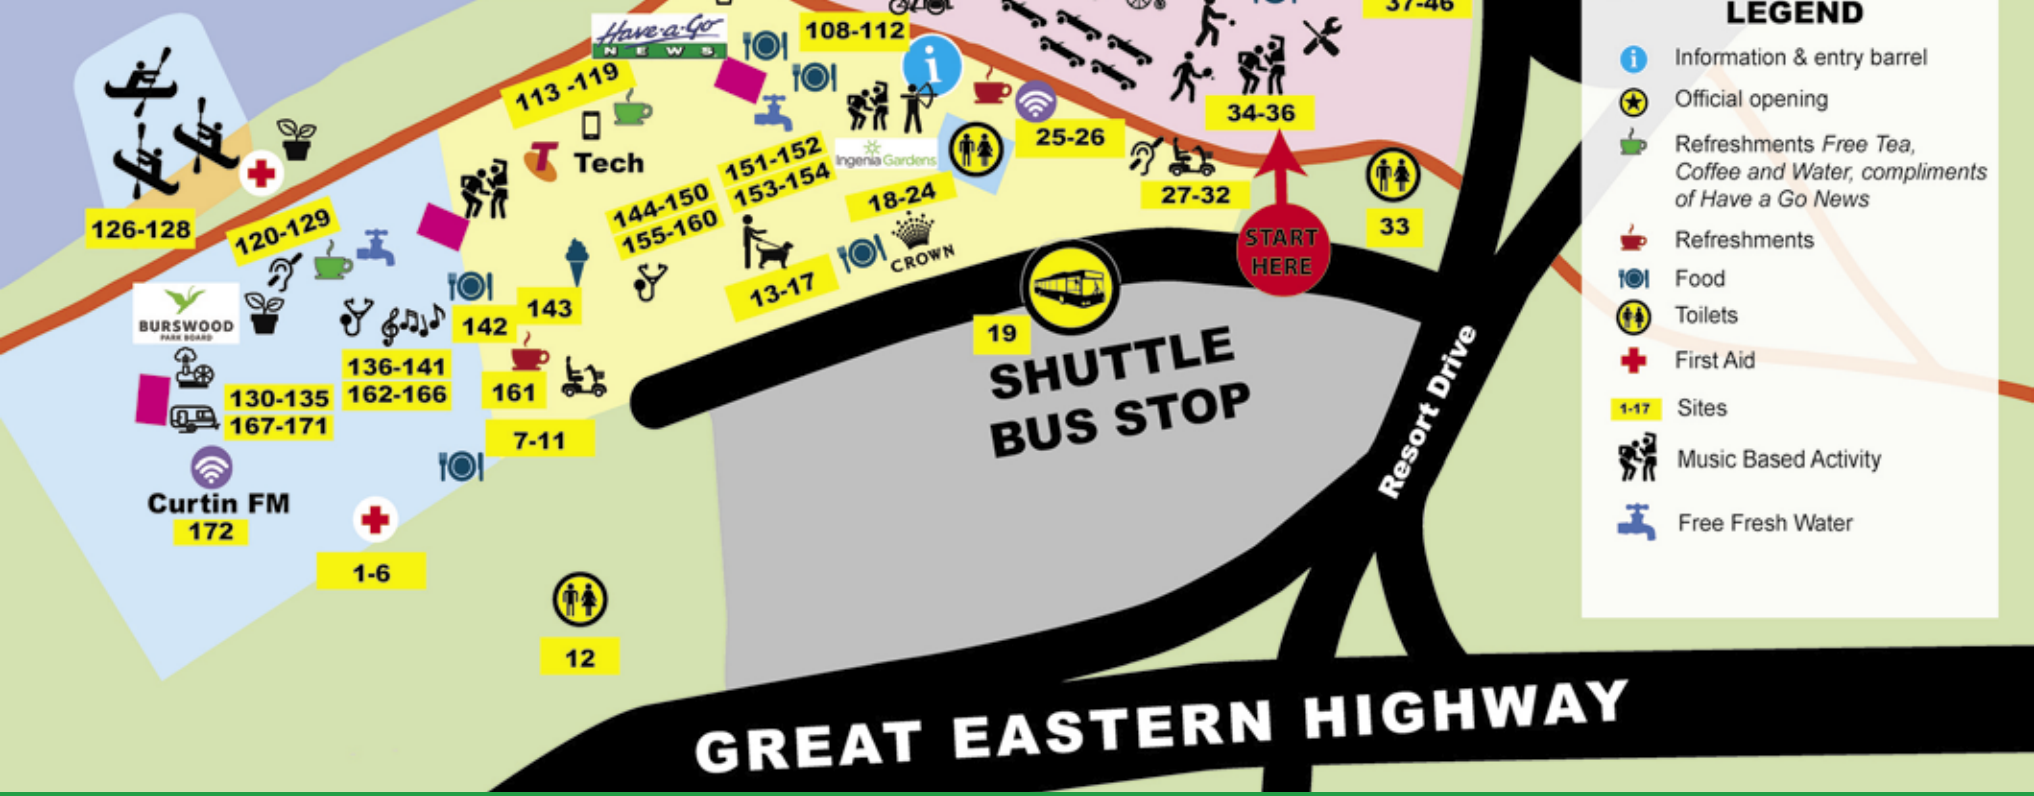 37-46
Have-a-Go
NEWS
108-112
113 -119
34-36
25-26
Tech
151-152
153-154
Ingenia Gardens
144-150
155-160
18-24
27-32
33
126-128
120-129
START
HERE
CROWN
13-17
143
142
19
SHUTTLE
BUS STOP
BURSWOOD
PARK BOARD
136-141
162-166
161
130-135
167-171
7-11
Curtin FM
172
1-6
12
Resort Drive
GREAT EASTERN HIGHWAY
LEGEND
Information & entry barrel
Official opening
Refreshments Free Tea,
Coffee and Water, compliments
of Have a Go News
Refreshments
Food
Toilets
First Aid
1-17 Sites
Music Based Activity
Free Fresh Water